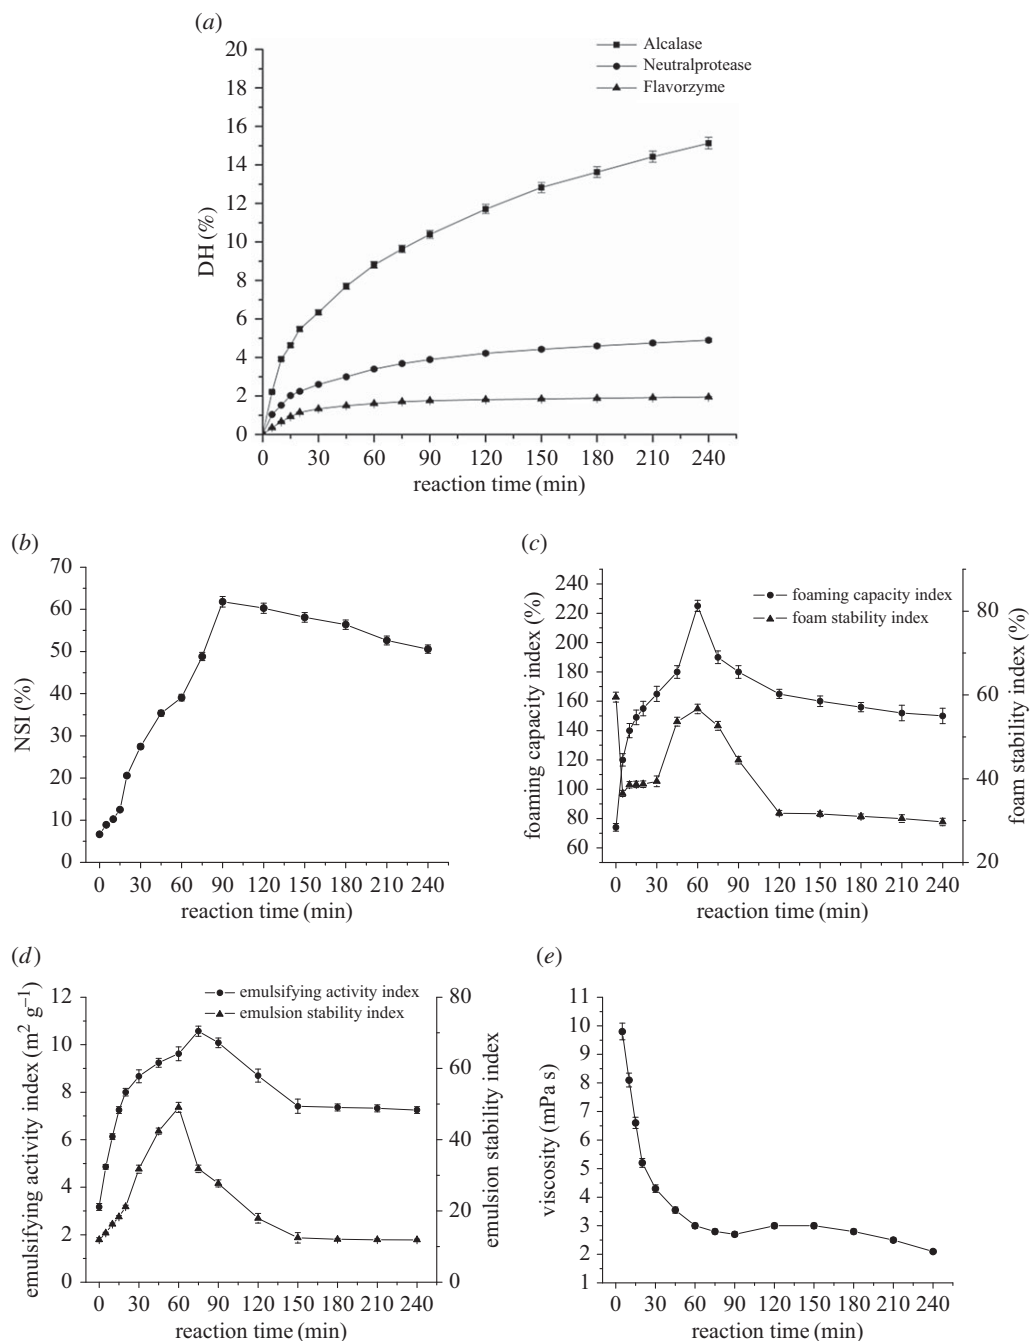 (a)
Alcalase
Neutralprotease
Flavorzyme
20
18
16
14
12
10
8
6
4
2
0
DH (%)
0 30 60 90 120 150 180 210 240
reaction time (min)
(b)
70
60
50
40
30
20
10
0
NSI (%)
0 30 60 90 120 150 180 210 240
reaction time (min)
(c)
foaming capacity index
foam stability index
240
220
200
180
160
140
120
100
80
60
foaming capacity index (%)
80
60
40
20
foam stability index (%)
0 30 60 90 120 150 180 210 240
reaction time (min)
(d)
emulsifying activity index
emulsion stability index
12
10
8
6
4
2
0
emulsifying activity index (m² g⁻¹)
80
60
40
20
0
emulsion stability index
0 30 60 90 120 150 180 210 240
reaction time (min)
(e)
11
10
9
8
7
6
5
4
3
2
1
viscosity (mPa s)
0 30 60 90 120 150 180 210 240
reaction time (min)